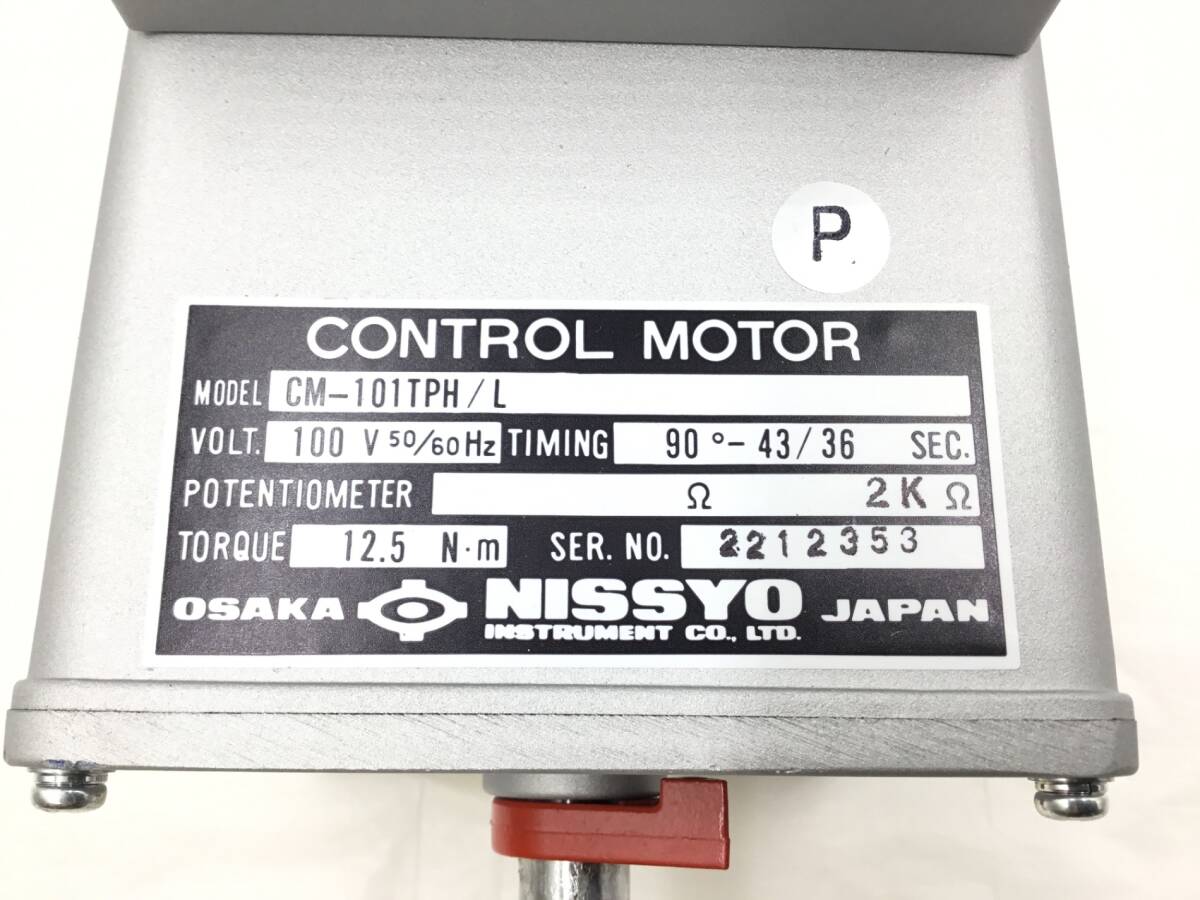 P
CONTROL MOTOR
MODEL CM-101TPH/L
VOLT. 100 V 50/60Hz TIMING 90°-43/36 SEC.
POTENTIOMETER Ω 2K Ω
TORQUE 12.5 N·m SER. NO. 2212353
OSAKA NISSYO JAPAN
INSTRUMENT CO., LTD.